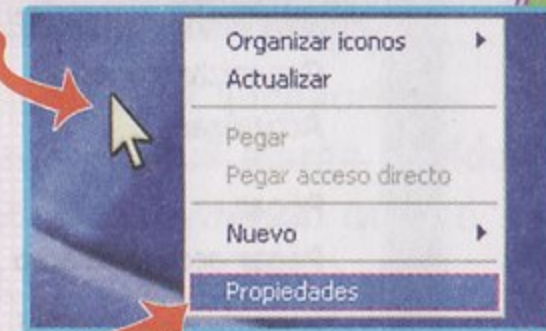 Organizar iconos
Actualizar
Pegar
Pegar acceso directo
Nuevo
Propiedades